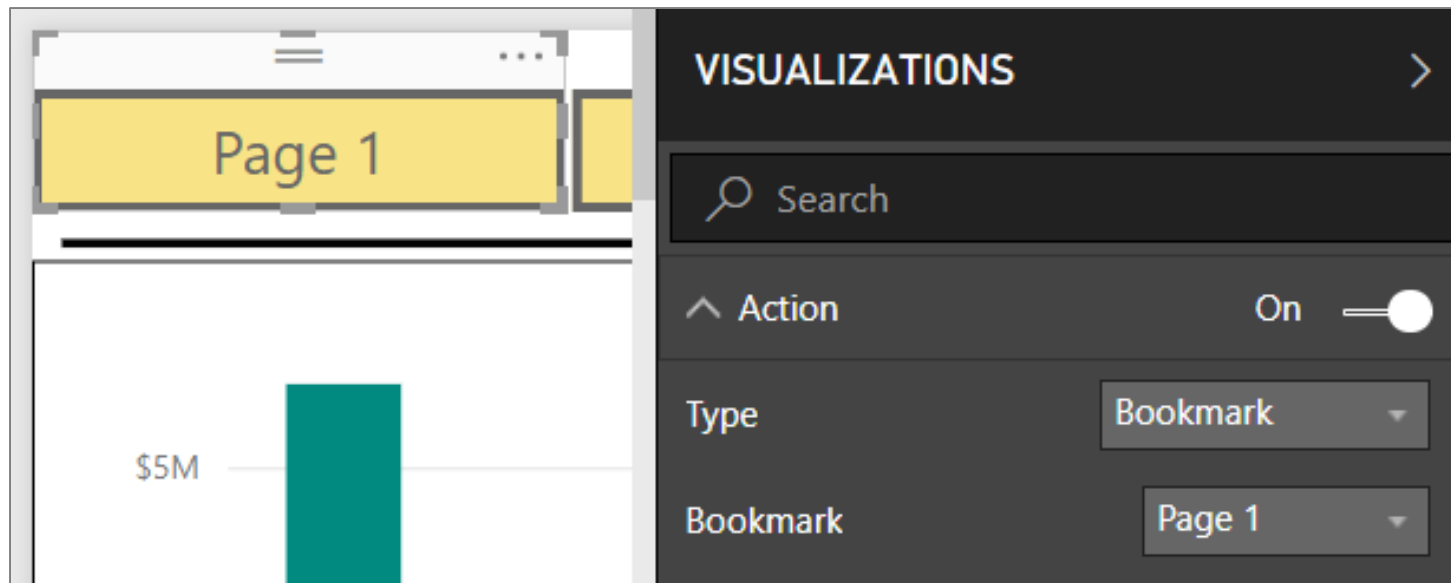 Page 1
$5M
VISUALIZATIONS
Search
Action On
Type Bookmark
Bookmark Page 1